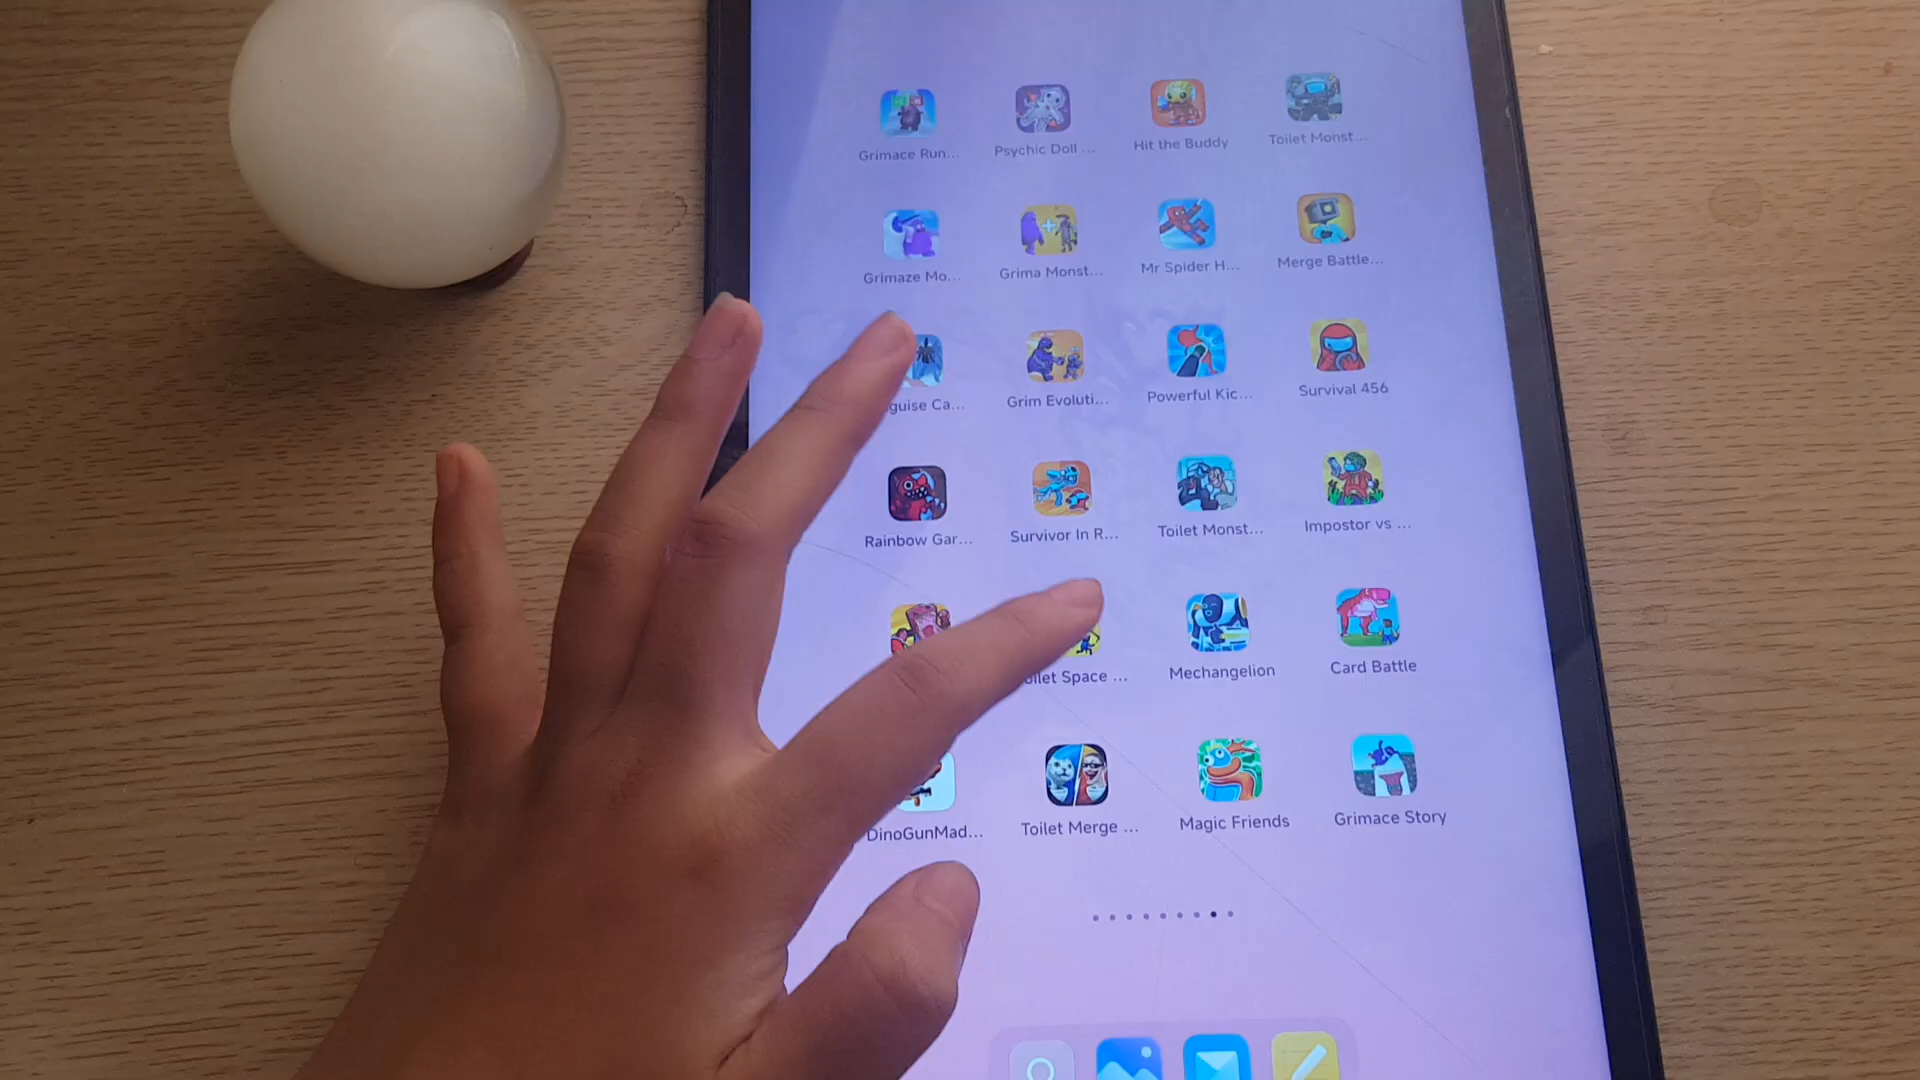 Grimace Run... Psychic Doll ... Hit the Buddy Toilet Monst...
Grimaze Mo... Grima Monst... Mr Spider H... Merge Battle...
guise Ca... Grim Evoluti... Powerful Kic... Survival 456
Rainbow Gar... Survivor In R... Toilet Monst... Impostor vs ...
oilet Space ... Mechangelion Card Battle
DinoGunMad... Toilet Merge ... Magic Friends Grimace Story